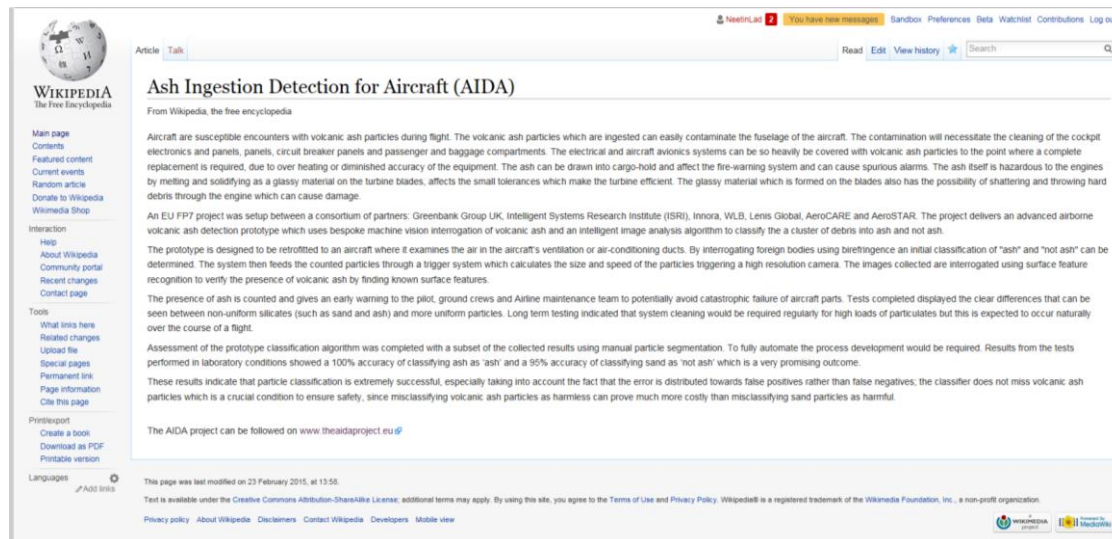 NeetinLad 2 You have new messages Sandbox Preferences Beta Watchlist Contributions Log ou
Article Talk
Read Edit View history Search
WIKIPEDIA
The Free Encyclopedia
Main page
Contents
Featured content
Current events
Random article
Donate to Wikipedia
Wikimedia Shop
Interaction
Help
About Wikipedia
Community portal
Recent changes
Contact page
Tools
What links here
Related changes
Upload file
Special pages
Permanent link
Page information
Cite this page
Print/export
Create a book
Download as PDF
Printable version
Languages
Add links
Ash Ingestion Detection for Aircraft (AIDA)
From Wikipedia, the free encyclopedia
Aircraft are susceptible encounters with volcanic ash particles during flight. The volcanic ash particles which are ingested can easily contaminate the fuselage of the aircraft. The contamination will necessitate the cleaning of the cockpit
electronics and panels, panels, circuit breaker panels and passenger and baggage compartments. The electrical and aircraft avionics systems can be so heavily be covered with volcanic ash particles to the point where a complete
replacement is required, due to over heating or diminished accuracy of the equipment. The ash can be drawn into cargo-hold and affect the fire-warning system and can cause spurious alarms. The ash itself is hazardous to the engines
by melting and solidifying as a glassy material on the turbine blades, affects the small tolerances which make the turbine efficient. The glassy material which is formed on the blades also has the possibility of shattering and throwing hard
debris through the engine which can cause damage.
An EU FP7 project was setup between a consortium of partners: Greenbank Group UK, Intelligent Systems Research Institute (ISRI), Innora, WLB, Lenis Global, AeroCARE and AeroSTAR. The project delivers an advanced airborne
volcanic ash detection prototype which uses bespoke machine vision interrogation of volcanic ash and an intelligent image analysis algorithm to classify the a cluster of debris into ash and not ash.
The prototype is designed to be retrofitted to an aircraft where it examines the air in the aircraft's ventilation or air-conditioning ducts. By interrogating foreign bodies using birefringence an initial classification of "ash" and "not ash" can be
determined. The system then feeds the counted particles through a trigger system which calculates the size and speed of the particles triggering a high resolution camera. The images collected are interrogated using surface feature
recognition to verify the presence of volcanic ash by finding known surface features.
The presence of ash is counted and gives an early warning to the pilot, ground crews and Airline maintenance team to potentially avoid catastrophic failure of aircraft parts. Tests completed displayed the clear differences that can be
seen between non-uniform silicates (such as sand and ash) and more uniform particles. Long term testing indicated that system cleaning would be required regularly for high loads of particulates but this is expected to occur naturally
over the course of a flight.
Assessment of the prototype classification algorithm was completed with a subset of the collected results using manual particle segmentation. To fully automate the process development would be required. Results from the tests
performed in laboratory conditions showed a 100% accuracy of classifying ash as 'ash' and a 95% accuracy of classifying sand as 'not ash' which is a very promising outcome.
These results indicate that particle classification is extremely successful, especially taking into account the fact that the error is distributed towards false positives rather than false negatives; the classifier does not miss volcanic ash
particles which is a crucial condition to ensure safety, since misclassifying volcanic ash particles as harmless can prove much more costly than misclassifying sand particles as harmful.
The AIDA project can be followed on www.theaidaproject.eu
This page was last modified on 23 February 2015, at 13:58.
Text is available under the Creative Commons Attribution-ShareAlike License; additional terms may apply. By using this site, you agree to the Terms of Use and Privacy Policy. Wikipedia® is a registered trademark of the Wikimedia Foundation, Inc., a non-profit organization.
Privacy policy About Wikipedia Disclaimers Contact Wikipedia Developers Mobile view
A WIKIMEDIA project
Powered By MediaWiki